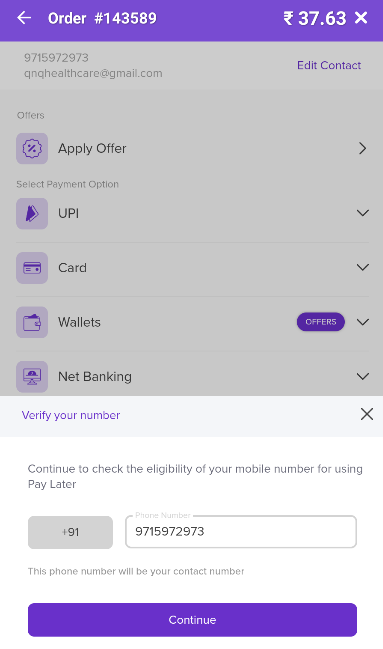 Order #143589
₹ 37.63
9715972973
qnqhealthcare@gmail.com
Edit Contact
Offers
Apply Offer
Select Payment Option
UPI
Card
Wallets
OFFERS
Net Banking
Verify your number
Continue to check the eligibility of your mobile number for using
Pay Later
+91
Phone Number
9715972973
This phone number will be your contact number
Continue